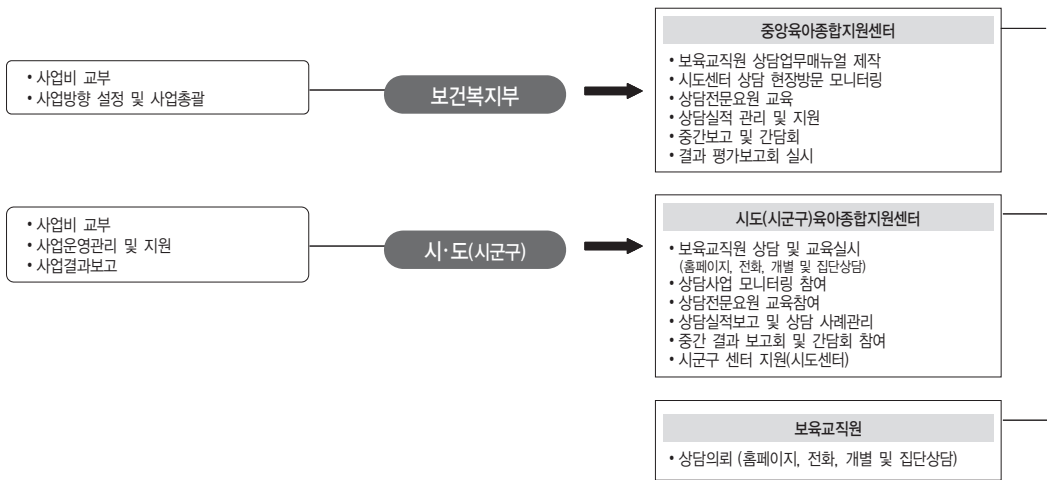 • 사업비 교부
• 사업방향 설정 및 사업총괄
보건복지부
중앙육아종합지원센터
• 보육교직원 상담업무매뉴얼 제작
• 시도센터 상담 현장방문 모니터링
• 상담전문요원 교육
• 상담실적 관리 및 지원
• 중간보고 및 간담회
• 결과 평가보고회 실시
• 사업비 교부
• 사업운영관리 및 지원
• 사업결과보고
시·도(시군구)
시도(시군구)육아종합지원센터
• 보육교직원 상담 및 교육실시
(홈페이지, 전화, 개별 및 집단상담)
• 상담사업 모니터링 참여
• 상담전문요원 교육참여
• 상담실적보고 및 상담 사례관리
• 중간 결과 보고회 및 간담회 참여
• 시군구 센터 지원(시도센터)
보육교직원
• 상담의뢰 (홈페이지, 전화, 개별 및 집단상담)